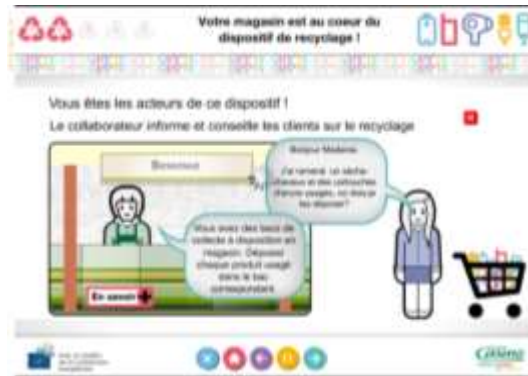 Votre magasin est au coeur du
dispositif de recyclage !
Vous êtes les acteurs de ce dispositif !
Le collaborateur informe et conseille les clients sur le recyclage
Bienvenue
Bonjour Madame
J'ai ramené un sèche-
cheveux et des cartouches
d'encre usagés, où dois-je
les déposer?
Vous avez des bacs de
collecte à disposition en
magasin. Déposez
chaque produit usagé
dans le bac
correspondant.
En savoir +
Casino